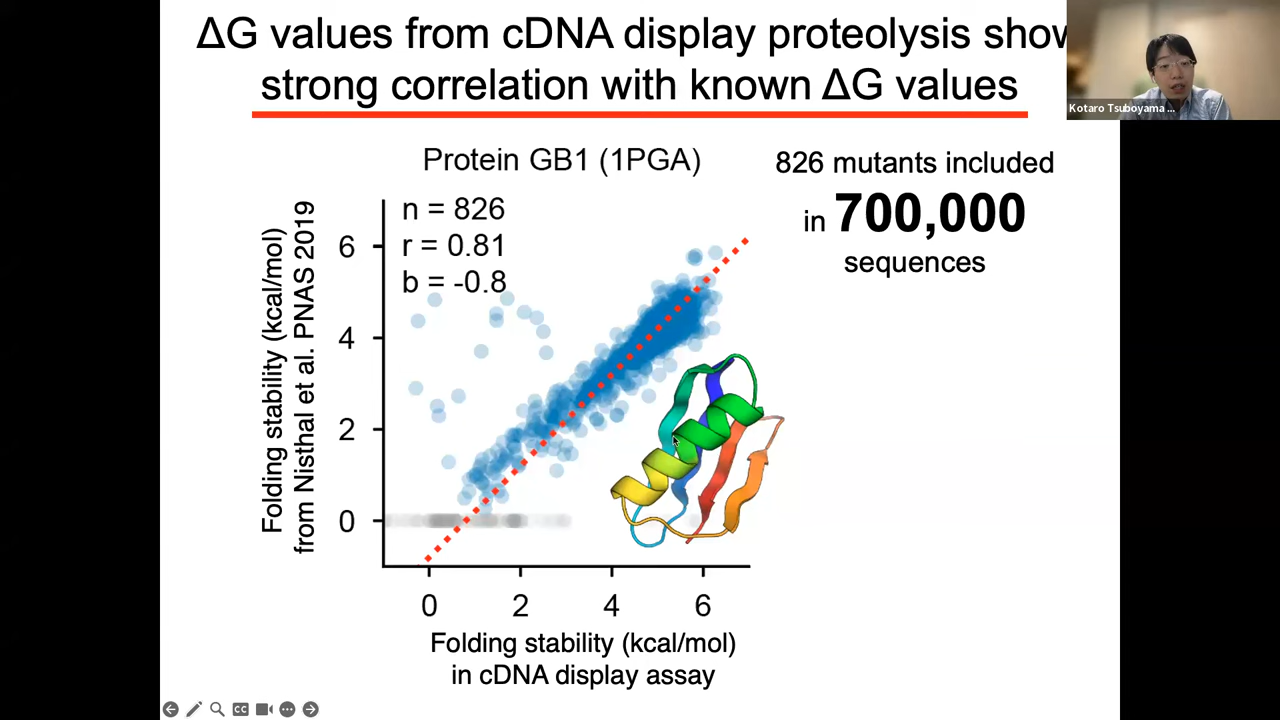 ΔG values from cDNA display proteolysis show
strong correlation with known ΔG values
Kotaro Tsuboyama ...
Protein GB1 (1PGA)
826 mutants included
in 700,000
sequences
n = 826
r = 0.81
b = -0.8
Folding stability (kcal/mol)
from Nisthal et al. PNAS 2019
6
4
2
0
0 2 4 6
Folding stability (kcal/mol)
in cDNA display assay
CC